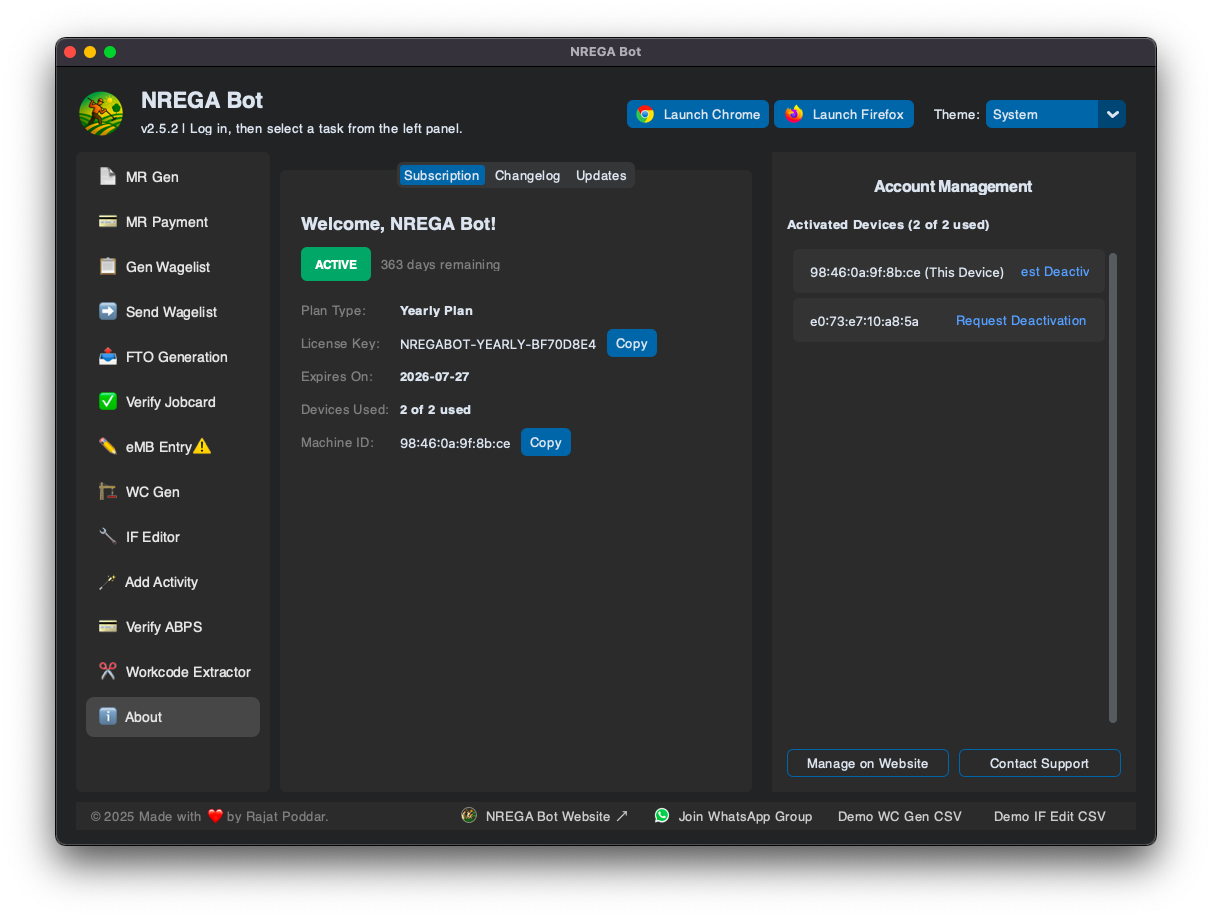 NREGA Bot
NREGA Bot
v2.5.2 | Log in, then select a task from the left panel.
Launch Chrome
Launch Firefox
Theme:
System
MR Gen
MR Payment
Gen Wagelist
Send Wagelist
FTO Generation
Verify Jobcard
eMB Entry
WC Gen
IF Editor
Add Activity
Verify ABPS
Workcode Extractor
About
Subscription Changelog Updates
Welcome, NREGA Bot!
ACTIVE 363 days remaining
Plan Type: Yearly Plan
License Key: NREGABOT-YEARLY-BF70D8E4 Copy
Expires On: 2026-07-27
Devices Used: 2 of 2 used
Machine ID: 98:46:0a:9f:8b:ce Copy
Account Management
Activated Devices (2 of 2 used)
98:46:0a:9f:8b:ce (This Device) est Deactiv
e0:73:e7:10:a8:5a Request Deactivation
Manage on Website Contact Support
© 2025 Made with ❤️ by Rajat Poddar.
NREGA Bot Website ↗
Join WhatsApp Group
Demo WC Gen CSV
Demo IF Edit CSV